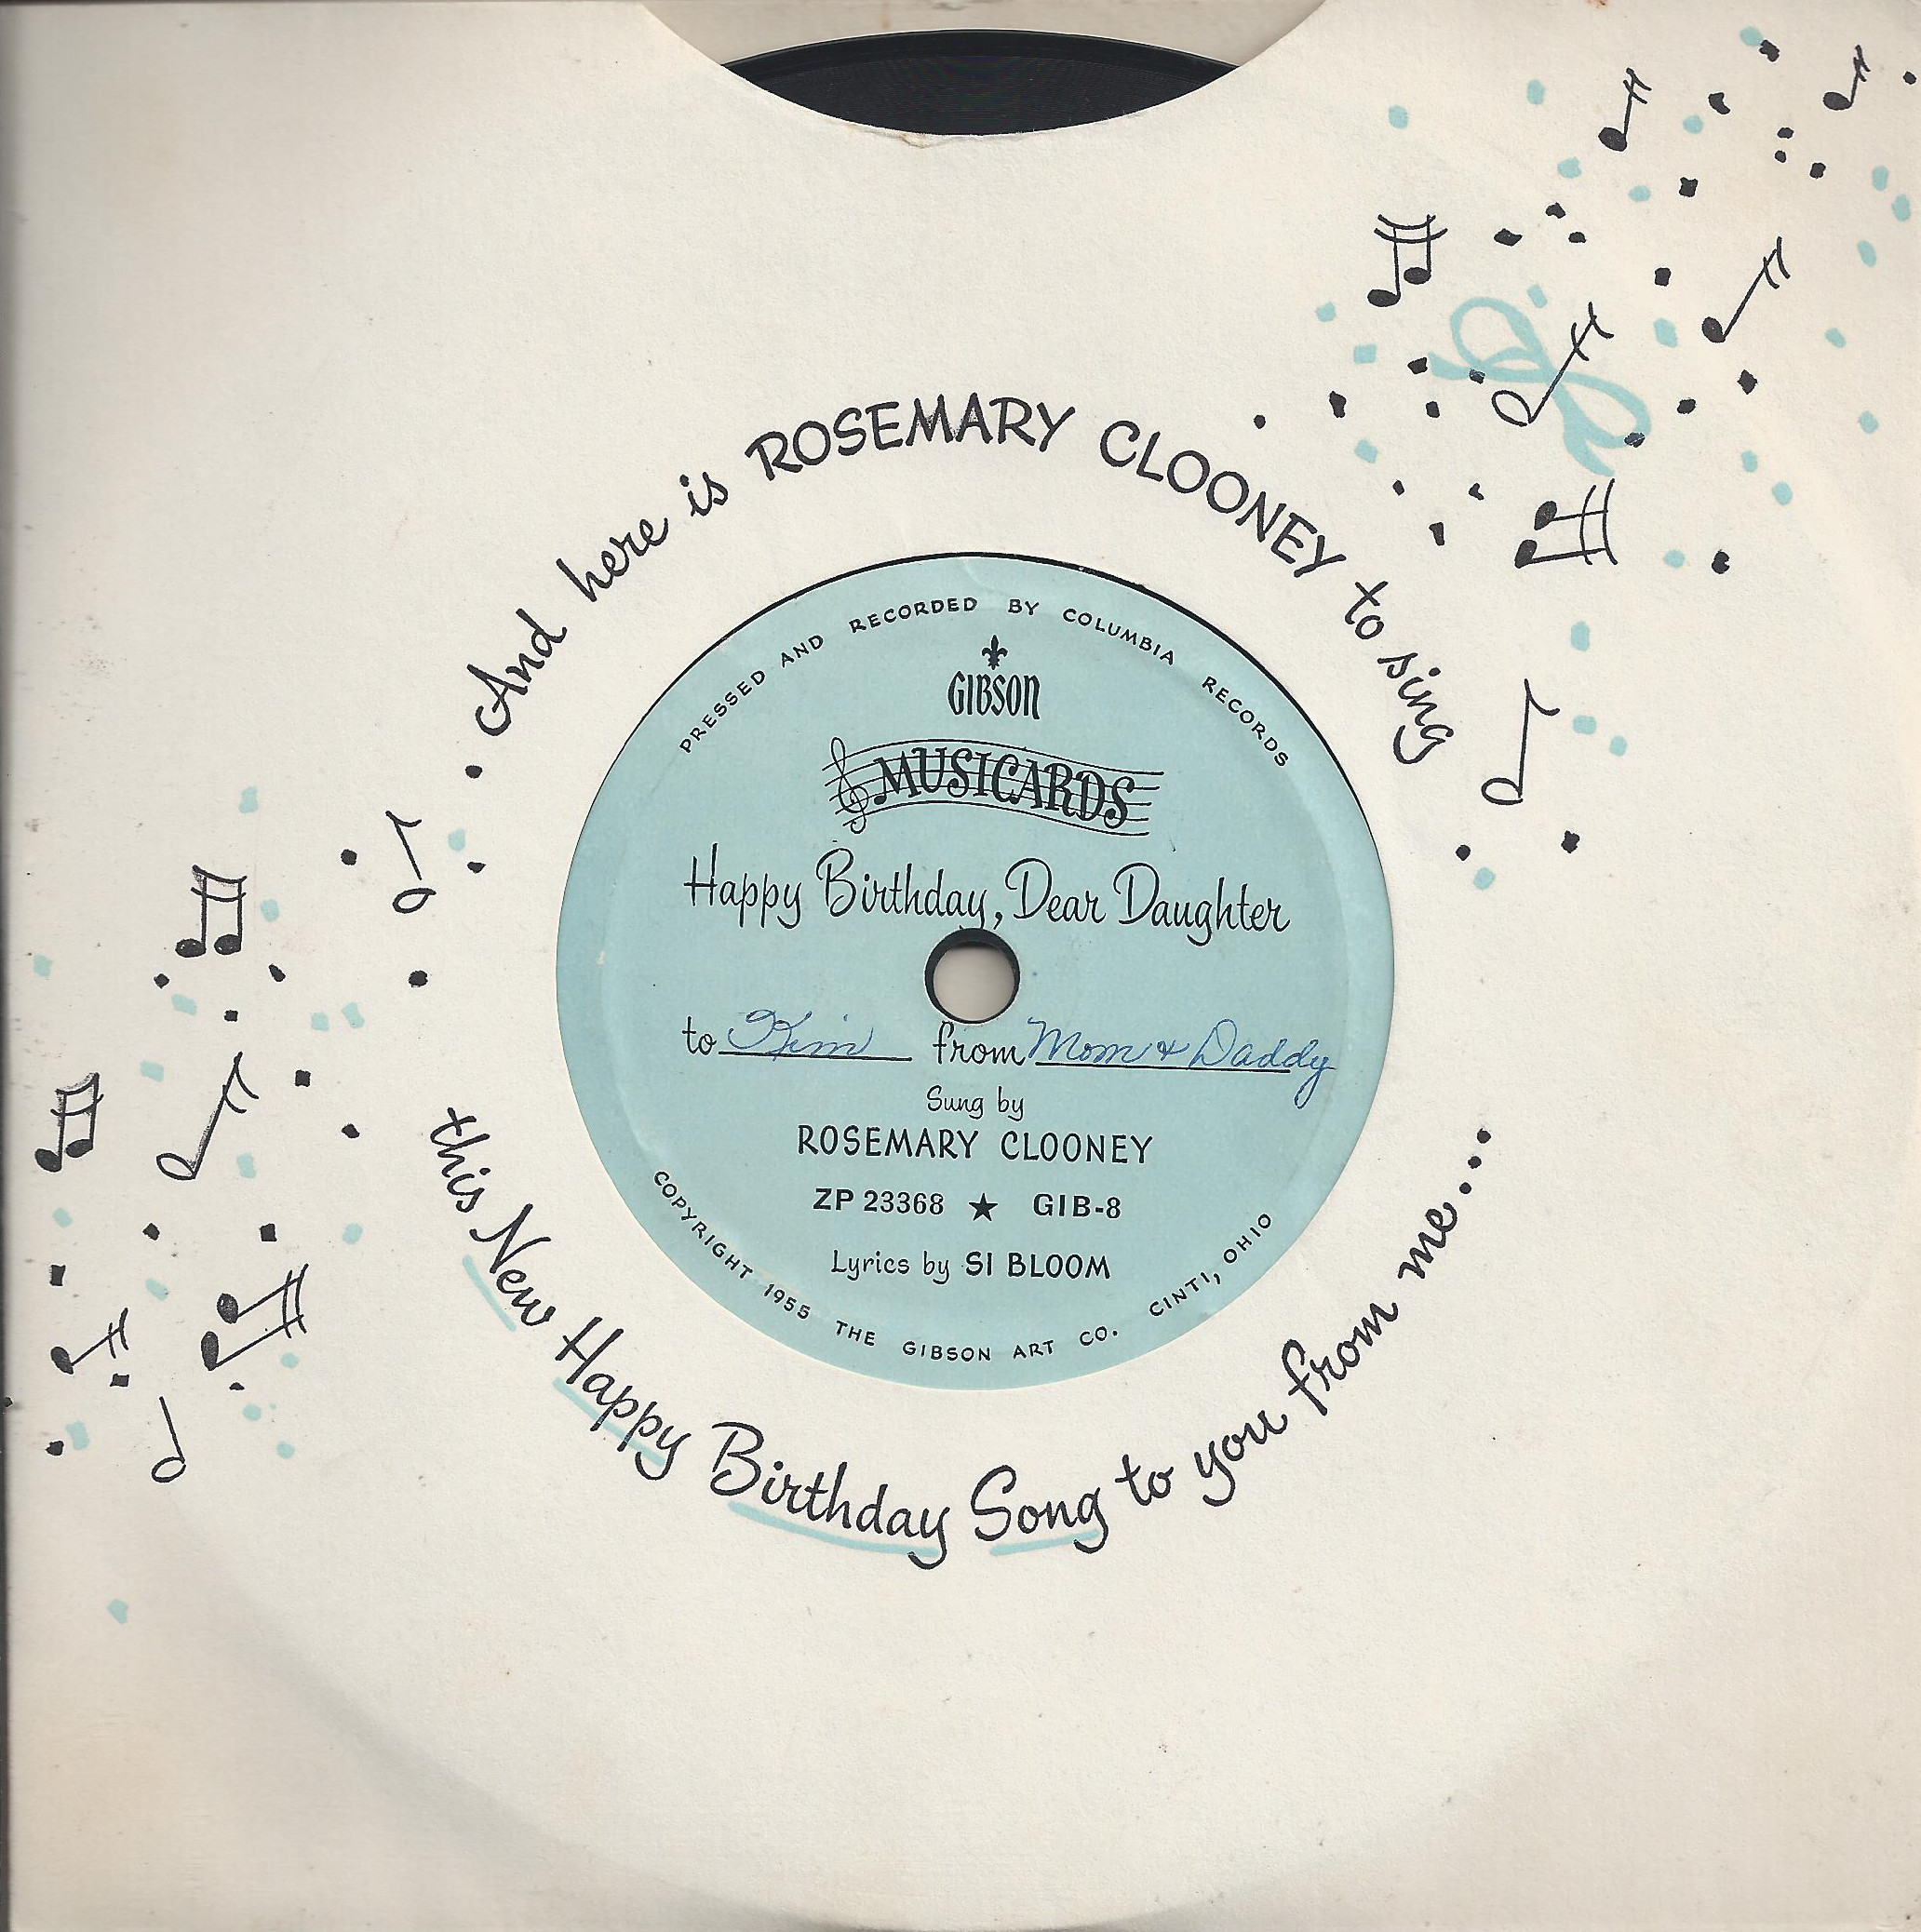 And here is ROSEMARY CLOONEY to sing
PRESSED AND RECORDED BY COLUMBIA RECORDS
GIBSON
MUSICARDS
Happy Birthday, Dear Daughter
to Kim from Mom & Daddy
Sung by
ROSEMARY CLOONEY
ZP 23368 ★ GIB-8
Lyrics by SI BLOOM
COPYRIGHT 1955 THE GIBSON ART CO. CINTI, OHIO
this New Happy Birthday Song to you from me...